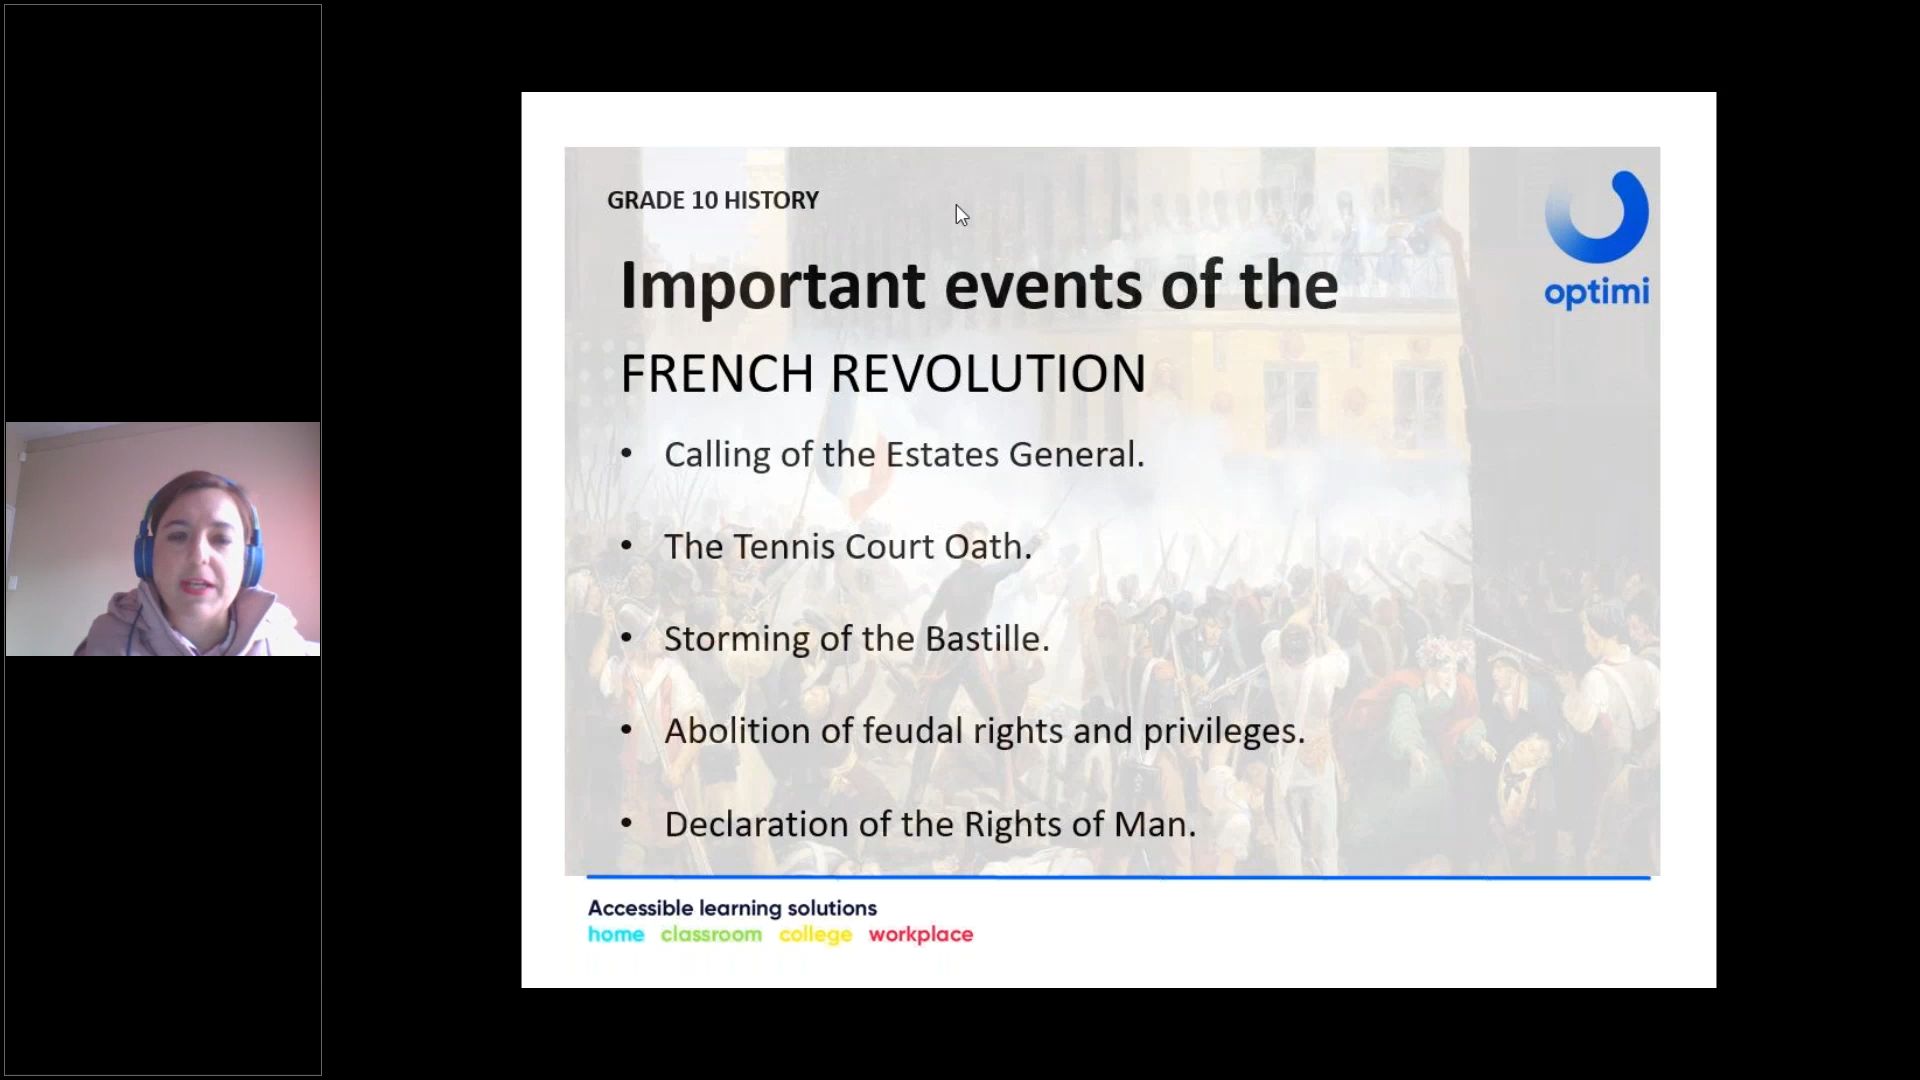 GRADE 10 HISTORY
optimi
Important events of the
FRENCH REVOLUTION
• Calling of the Estates General.
• The Tennis Court Oath.
• Storming of the Bastille.
• Abolition of feudal rights and privileges.
• Declaration of the Rights of Man.
Accessible learning solutions
home classroom college workplace